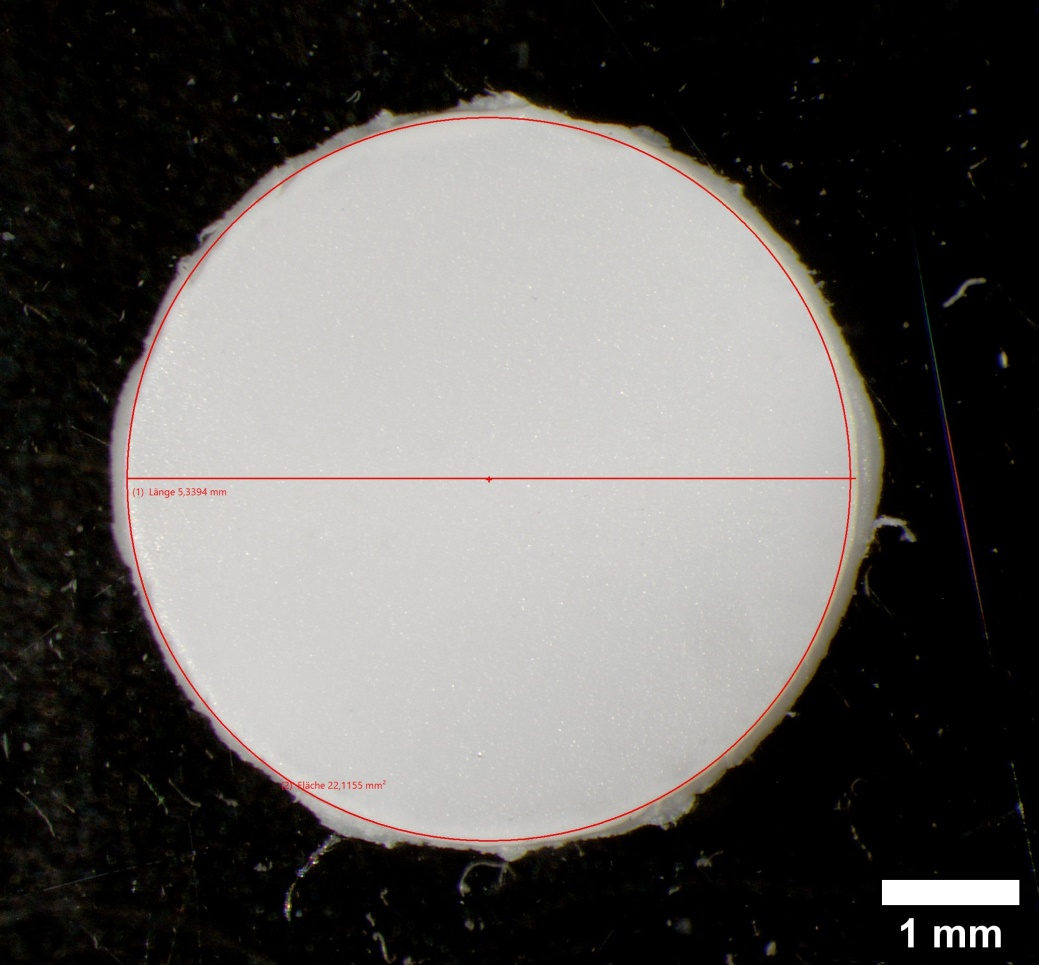 (1) Länge 5,3394 mm
(2) Fläche 22,1155 mm²
1 mm